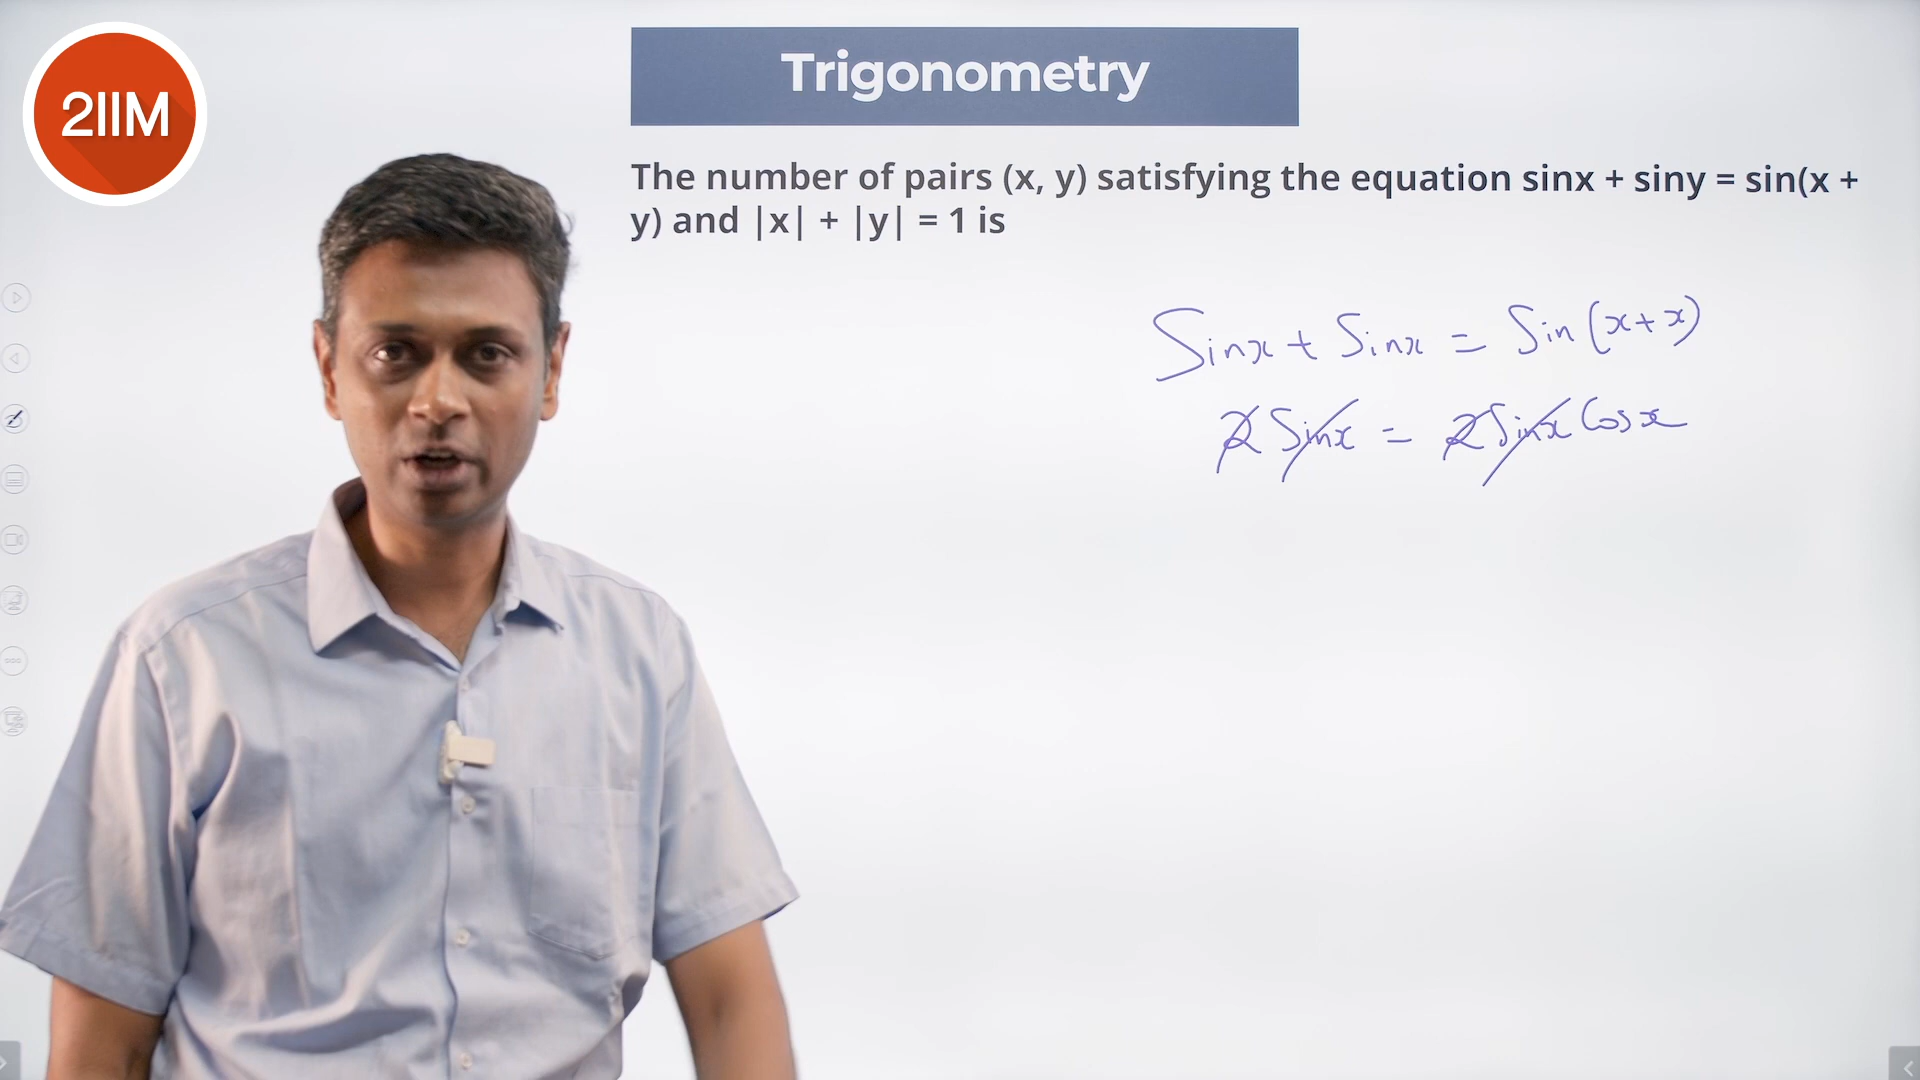 2IIM
Trigonometry
The number of pairs (x, y) satisfying the equation sinx + siny = sin(x +
y) and |x| + |y| = 1 is
Sinx + Sinx = Sin(x+x)
2 Sinx = 2 Sinx Cosx